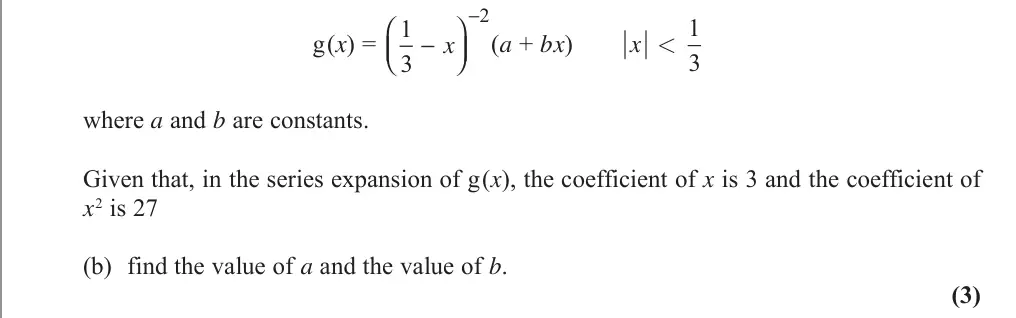 g(x) = (1/3 − x)^−2 (a + bx)    |x| < 1/3
where a and b are constants.
Given that, in the series expansion of g(x), the coefficient of x is 3 and the coefficient of
x² is 27
(b) find the value of a and the value of b.
(3)